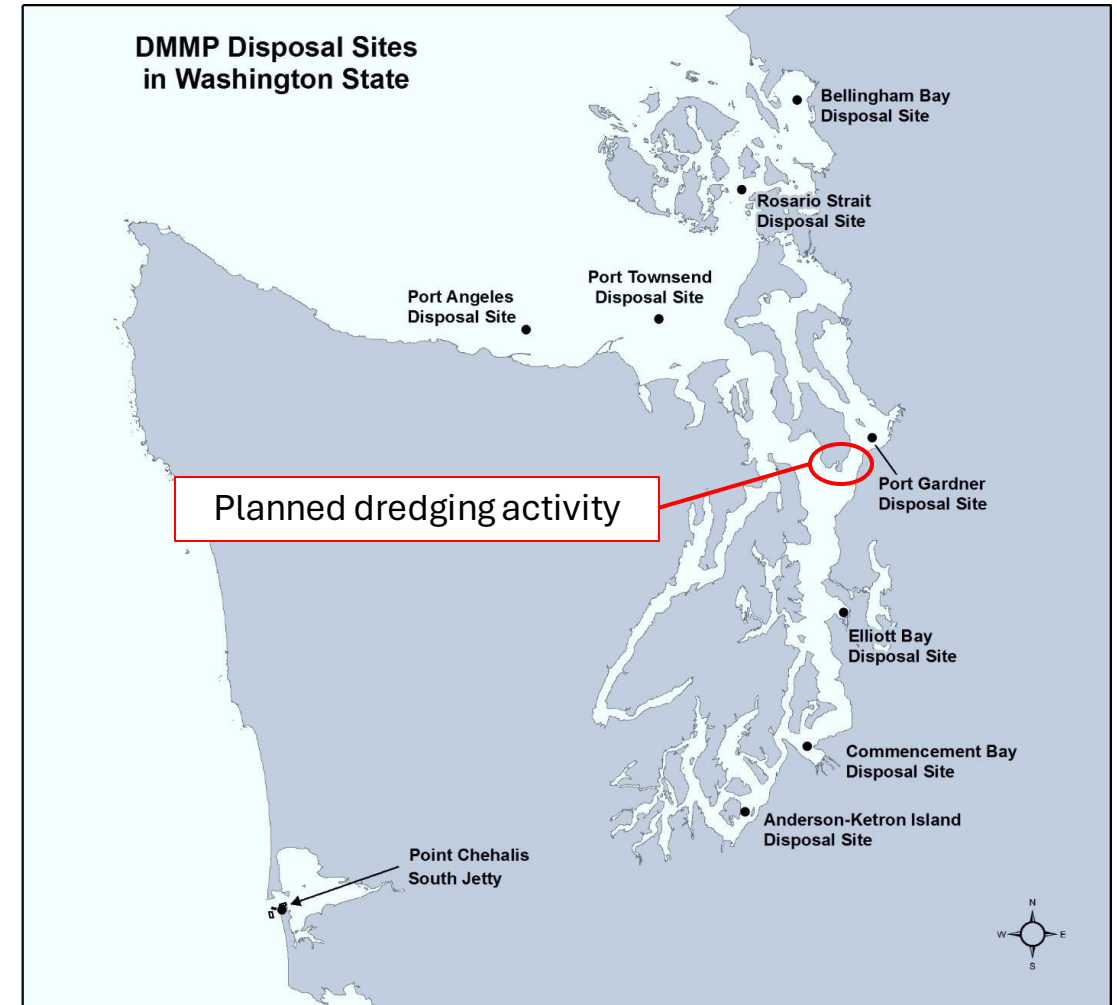 DMMP Disposal Sites
in Washington State
Bellingham Bay
Disposal Site
Rosario Strait
Disposal Site
Port Townsend
Disposal Site
Port Angeles
Disposal Site
Planned dredging activity
Port Gardner
Disposal Site
Elliott Bay
Disposal Site
Commencement Bay
Disposal Site
Anderson-Ketron Island
Disposal Site
Point Chehalis
South Jetty
N
W
E
S